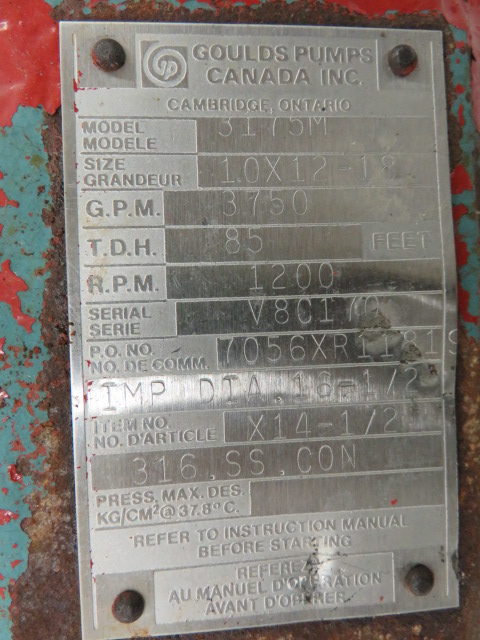 GOULDS PUMPS
CANADA INC.
CAMBRIDGE, ONTARIO
MODEL MODELE 3175M
SIZE GRANDEUR 10X12-18
G.P.M. 3750
T.D.H. 85 FEET
R.P.M. 1200
SERIAL SERIE
P.O. NO. NO. DE COMM. 7056XR11819
IMP DIA.16-1/2
ITEM NO. NO. D'ARTICLE X14-1/2
316.SS.CON
PRESS. MAX. DES.
KG/CM² @ 37.8°C.
REFER TO INSTRUCTION MANUAL
BEFORE STARTING
REFEREZ
AU MANUEL D'OPERATION
AVANT D'OPERER